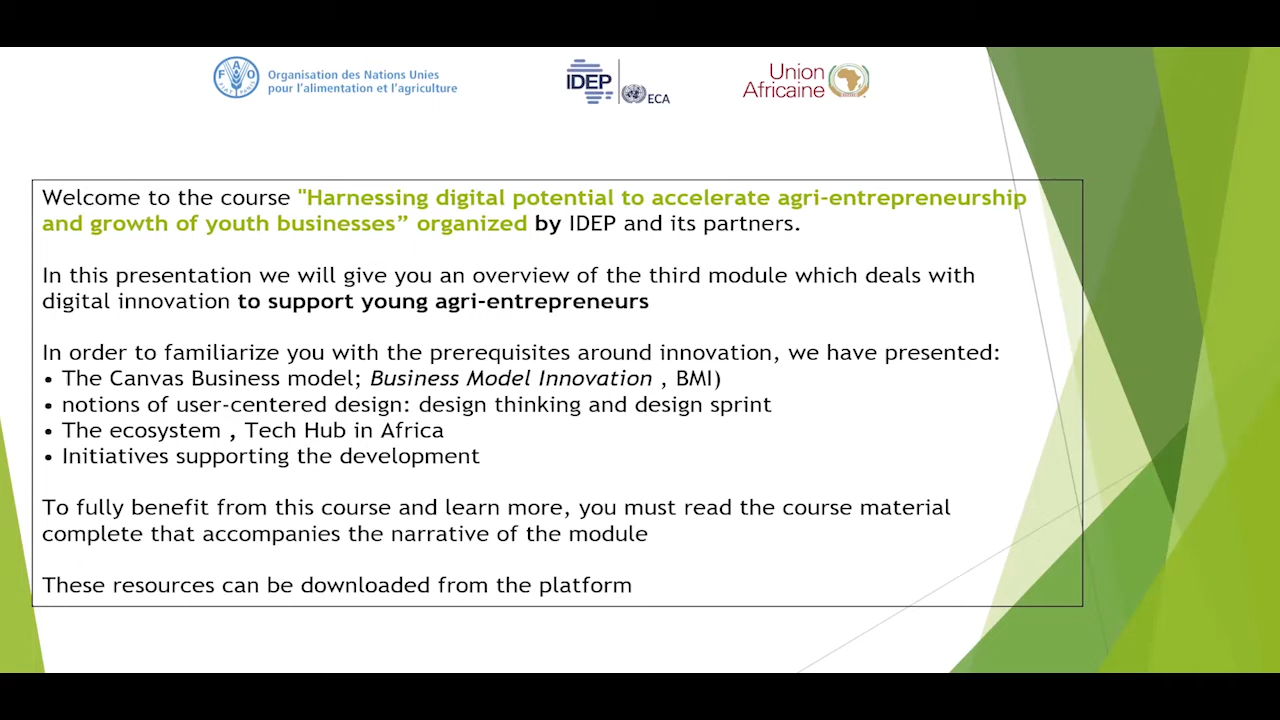 FAO
FIAT PANIS
Organisation des Nations Unies
pour l'alimentation et l'agriculture
IDEP
ECA
Union
Africaine
Welcome to the course "Harnessing digital potential to accelerate agri-entrepreneurship
and growth of youth businesses” organized by IDEP and its partners.
In this presentation we will give you an overview of the third module which deals with
digital innovation to support young agri-entrepreneurs
In order to familiarize you with the prerequisites around innovation, we have presented:
• The Canvas Business model; Business Model Innovation , BMI)
• notions of user-centered design: design thinking and design sprint
• The ecosystem , Tech Hub in Africa
• Initiatives supporting the development
To fully benefit from this course and learn more, you must read the course material
complete that accompanies the narrative of the module
These resources can be downloaded from the platform